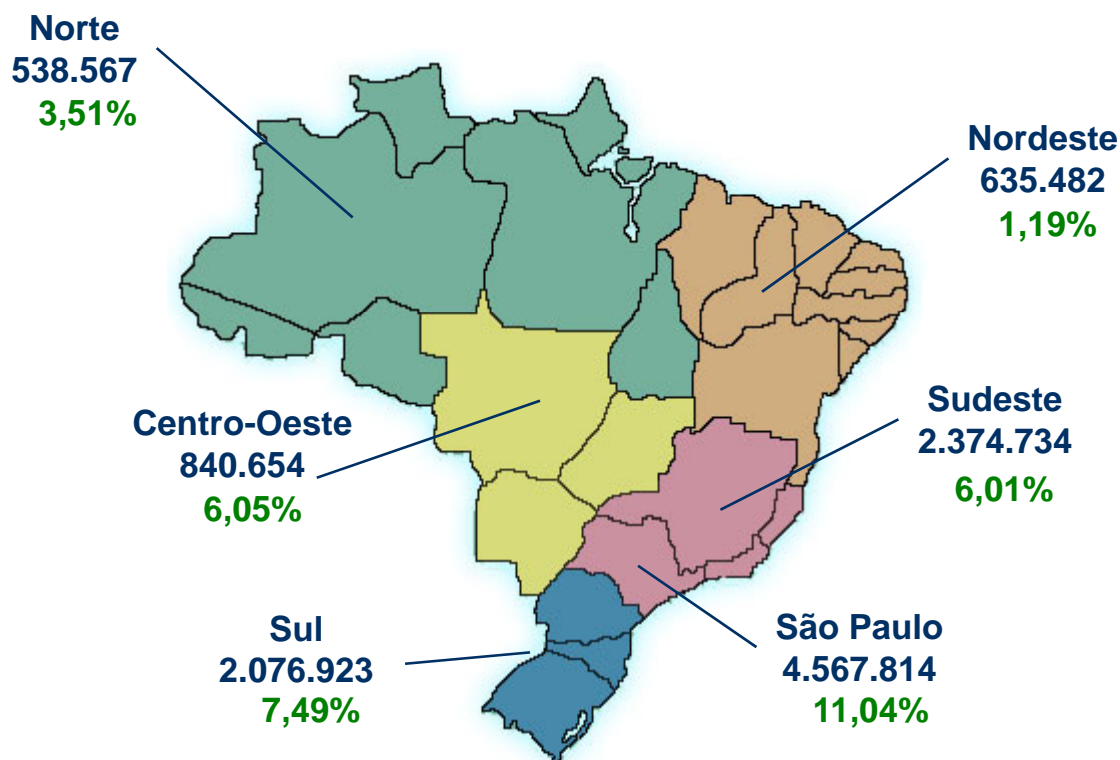 Norte
538.567
3,51%
Nordeste
635.482
1,19%
Centro-Oeste
840.654
6,05%
Sudeste
2.374.734
6,01%
Sul
2.076.923
7,49%
São Paulo
4.567.814
11,04%